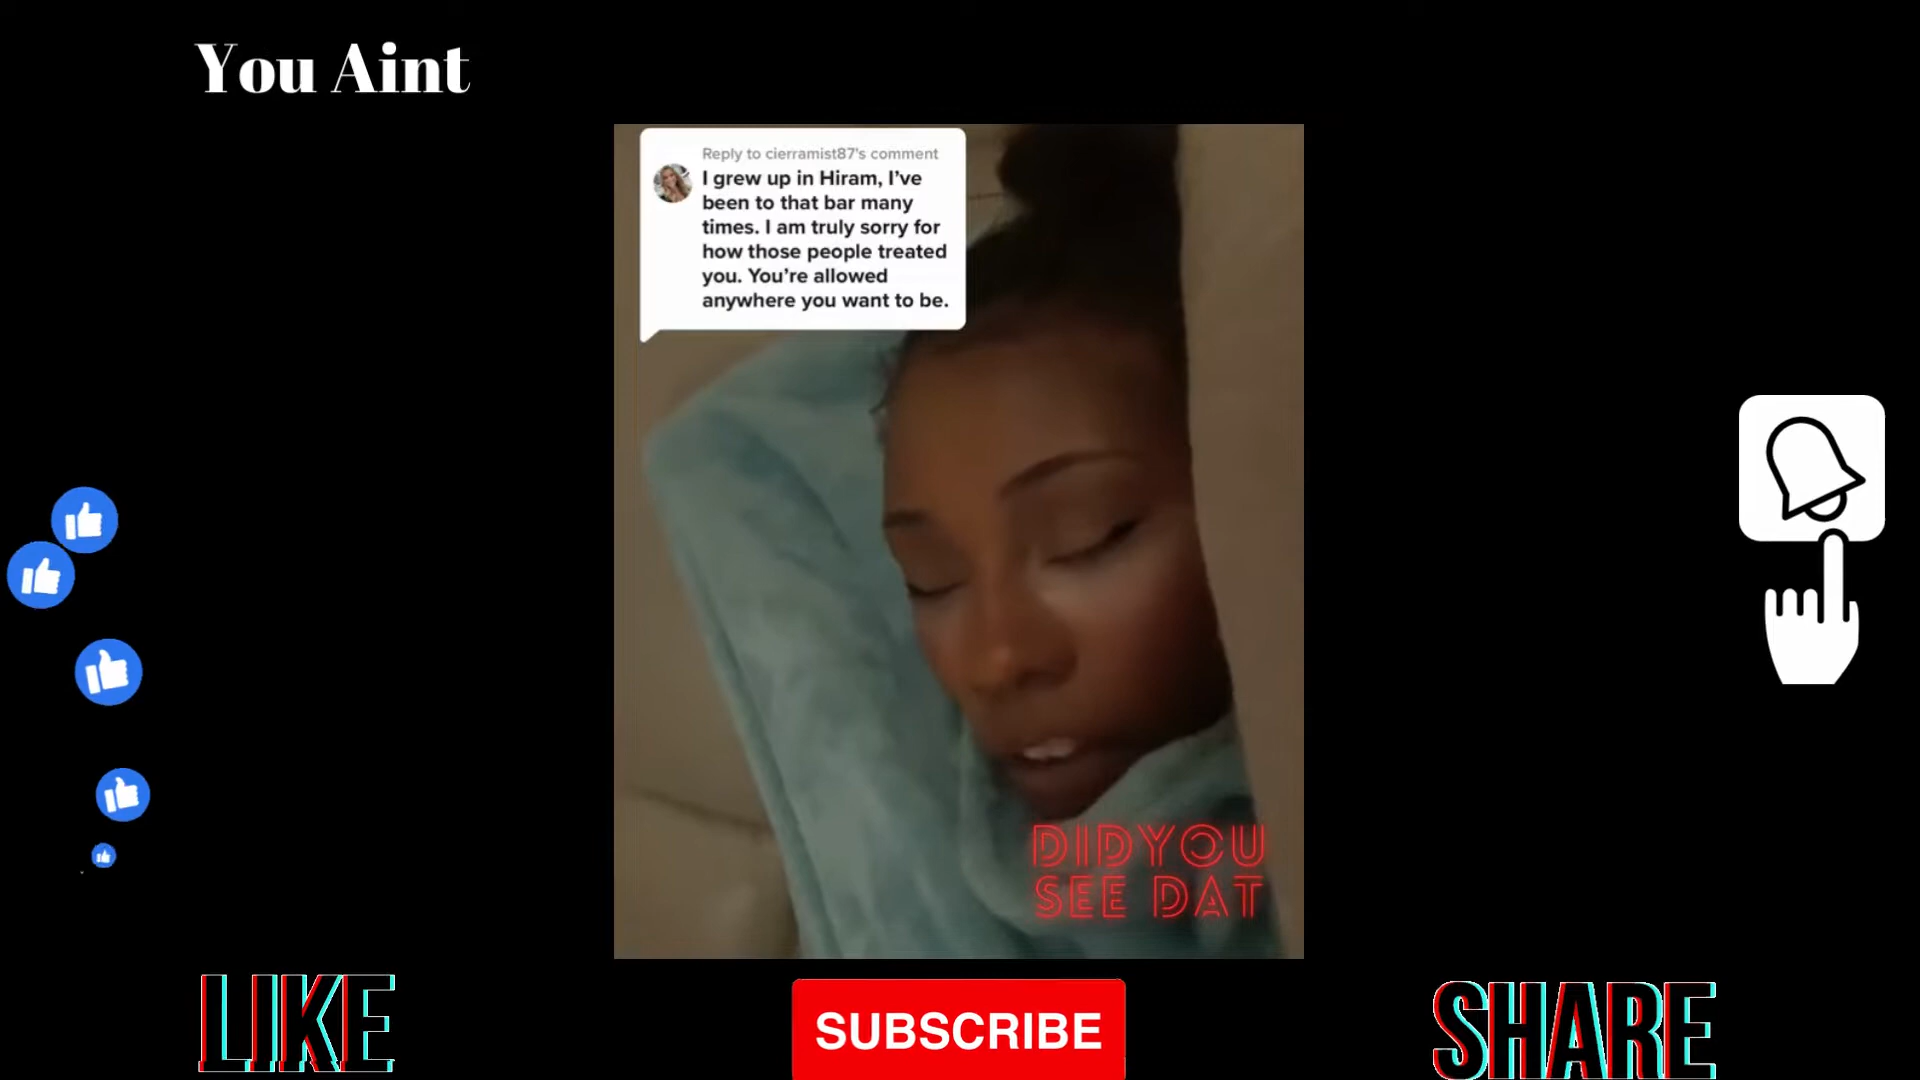 You Aint
Reply to cierramist87's comment
I grew up in Hiram, I've
been to that bar many
times. I am truly sorry for
how those people treated
you. You're allowed
anywhere you want to be.
DIDYOU
SEE DAT
LIKE
SUBSCRIBE
SHARE